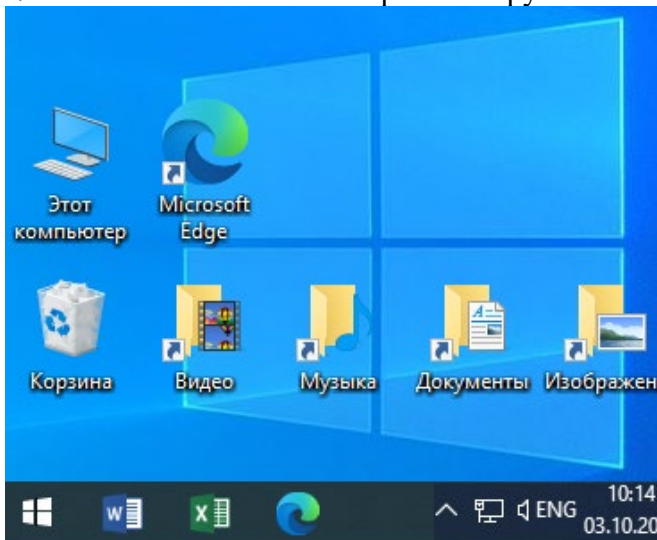 Этот
компьютер
Microsoft
Edge
Корзина
Видео
Музыка
Документы
Изображен
ENG
10:14
03.10.20